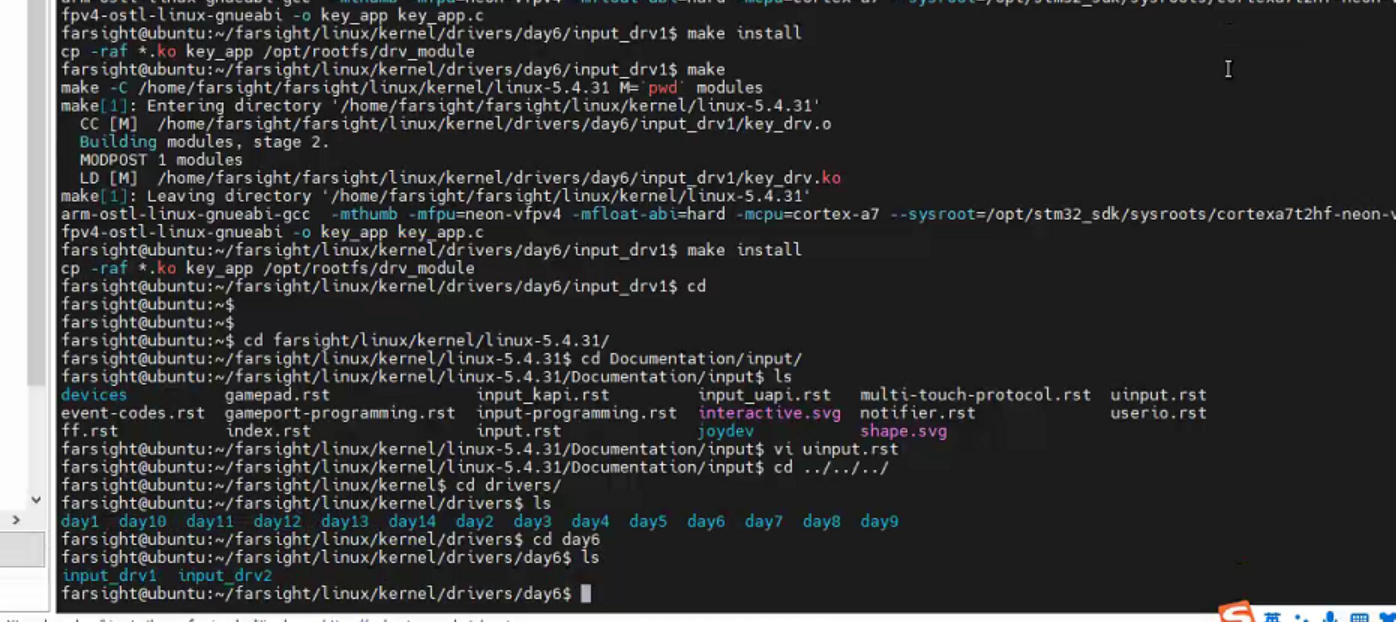 fpv4-ostl-linux-gnueabi -o key_app key_app.c
farsight@ubuntu:~/farsight/linux/kernel/drivers/day6/input_drv1$ make install
cp -raf *.ko key_app /opt/rootfs/drv_module
farsight@ubuntu:~/farsight/linux/kernel/drivers/day6/input_drv1$ make
make -C /home/farsight/farsight/linux/kernel/linux-5.4.31 M=`pwd` modules
make[1]: Entering directory '/home/farsight/farsight/linux/kernel/linux-5.4.31'
CC [M]  /home/farsight/farsight/linux/kernel/drivers/day6/input_drv1/key_drv.o
Building modules, stage 2.
MODPOST 1 modules
LD [M]  /home/farsight/farsight/linux/kernel/drivers/day6/input_drv1/key_drv.ko
make[1]: Leaving directory '/home/farsight/farsight/linux/kernel/linux-5.4.31'
arm-ostl-linux-gnueabi-gcc  -mthumb -mfpu=neon-vfpv4 -mfloat-abi=hard -mcpu=cortex-a7 --sysroot=/opt/stm32_sdk/sysroots/cortexa7t2hf-neon-v
fpv4-ostl-linux-gnueabi -o key_app key_app.c
farsight@ubuntu:~/farsight/linux/kernel/drivers/day6/input_drv1$ make install
cp -raf *.ko key_app /opt/rootfs/drv_module
farsight@ubuntu:~/farsight/linux/kernel/drivers/day6/input_drv1$ cd
farsight@ubuntu:~$
farsight@ubuntu:~$
farsight@ubuntu:~$ cd farsight/linux/kernel/linux-5.4.31/
farsight@ubuntu:~/farsight/linux/kernel/linux-5.4.31$ cd Documentation/input/
farsight@ubuntu:~/farsight/linux/kernel/linux-5.4.31/Documentation/input$ ls
devices gamepad.rst input_kapi.rst input_uapi.rst multi-touch-protocol.rst uinput.rst
event-codes.rst gameport-programming.rst input-programming.rst interactive.svg notifier.rst userio.rst
ff.rst index.rst input.rst joydev shape.svg
farsight@ubuntu:~/farsight/linux/kernel/linux-5.4.31/Documentation/input$ vi uinput.rst
farsight@ubuntu:~/farsight/linux/kernel/linux-5.4.31/Documentation/input$ cd ../../../
farsight@ubuntu:~/farsight/linux/kernel$ cd drivers/
farsight@ubuntu:~/farsight/linux/kernel/drivers$ ls
day1 day10 day11 day12 day13 day14 day2 day3 day4 day5 day6 day7 day8 day9
farsight@ubuntu:~/farsight/linux/kernel/drivers$ cd day6
farsight@ubuntu:~/farsight/linux/kernel/drivers/day6$ ls
input_drv1 input_drv2
farsight@ubuntu:~/farsight/linux/kernel/drivers/day6$
英